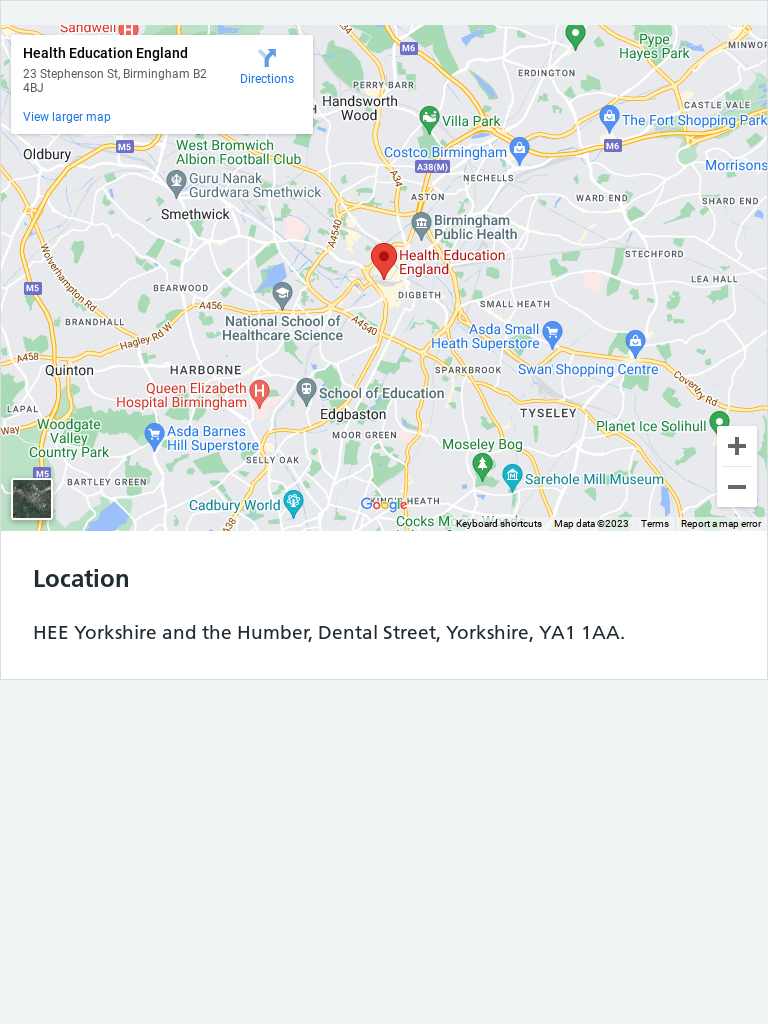 Sandwell
M6
Pype
Hayes Park
MINWOR
Health Education England
23 Stephenson St, Birmingham B2
4BJ
Directions
View larger map
ERDINGTON
PERRY BARR
Handsworth
Wood
CASTLE VALE
Villa Park
The Fort Shopping Park
M5
M6
West Bromwich
Albion Football Club
Costco Birmingham
A38(M)
Oldbury
Morrisons
Guru Nanak
Gurdwara Smethwick
A34
NECHELLS
ASTON
WARD END
SHARD END
Smethwick
Birmingham
Public Health
A4540
Wolverhampton Rd
Health Education
England
STECHFORD
LEA HALL
M5
BEARWOOD
DIGBETH
A456
SMALL HEATH
BRANDHALL
National School of
Healthcare Science
A4540
Hagley Rd W
Asda Small
Heath Superstore
A458
Quinton
HARBORNE
SPARKBROOK
Swan Shopping Centre
Coventry Rd
Queen Elizabeth
Hospital Birmingham
School of Education
LAPAL
Edgbaston
TYSELEY
Woodgate
Valley
Country Park
Way
Asda Barnes
Hill Superstore
MOOR GREEN
Planet Ice Solihull
Moseley Bog
SELLY OAK
M5
BARTLEY GREEN
Sarehole Mill Museum
Cadbury World
Google
HEATH
A38
Keyboard shortcuts
Map data ©2023
Terms
Report a map error
Location
HEE Yorkshire and the Humber, Dental Street, Yorkshire, YA1 1AA.